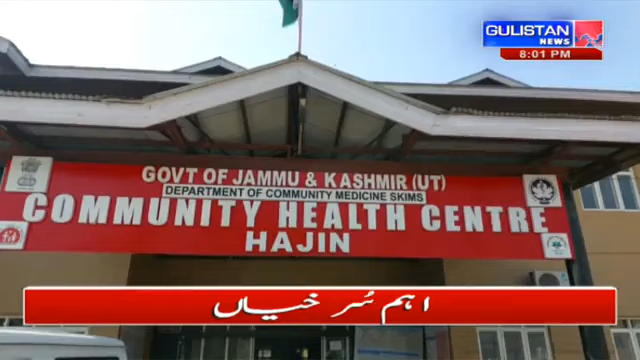 GULISTAN
NEWS
8:01 PM
GOVT OF JAMMU & KASHMIR (UT)
DEPARTMENT OF COMMUNITY MEDICINE SKIMS
COMMUNITY HEALTH CENTRE
HAJIN
اہم سُر خیاں